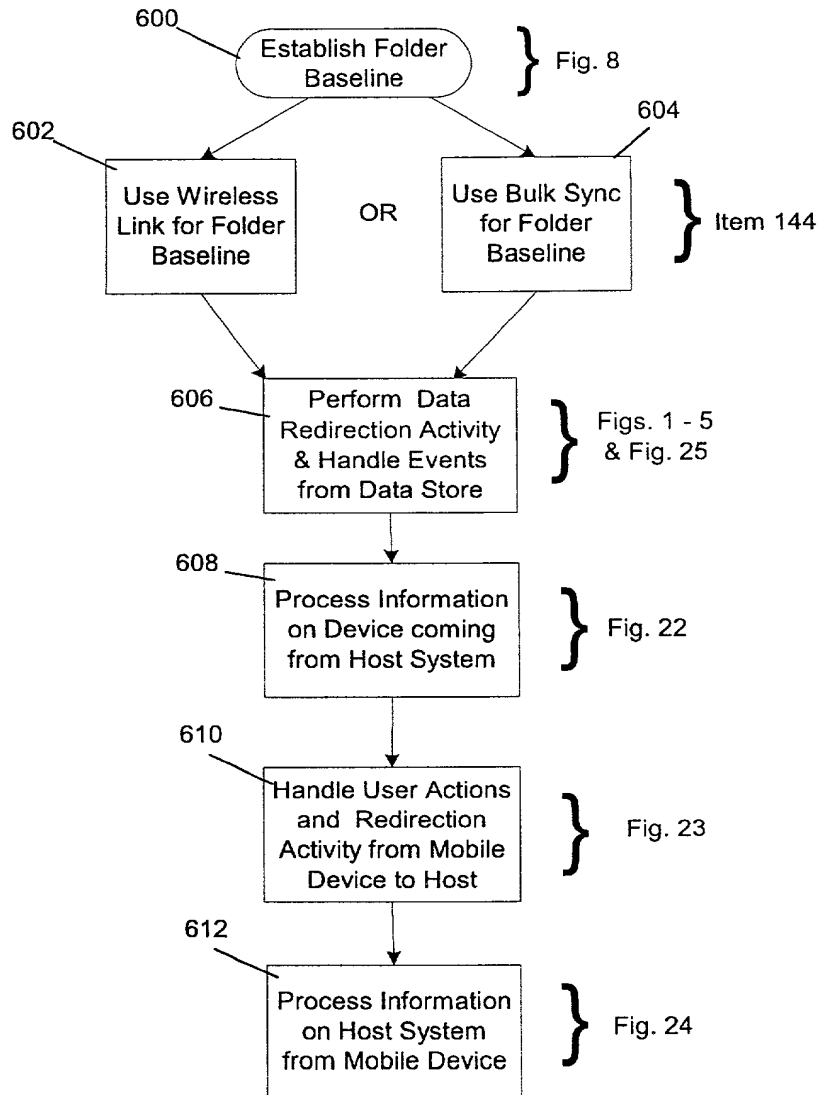 600
Establish Folder
Baseline
Fig. 8
602
604
Use Wireless
Link for Folder
Baseline
OR
Use Bulk Sync
for Folder
Baseline
Item 144
606
Perform Data
Redirection Activity
& Handle Events
from Data Store
Figs. 1 - 5
& Fig. 25
608
Process Information
on Device coming
from Host System
Fig. 22
610
Handle User Actions
and Redirection
Activity from Mobile
Device to Host
Fig. 23
612
Process Information
on Host System
from Mobile Device
Fig. 24